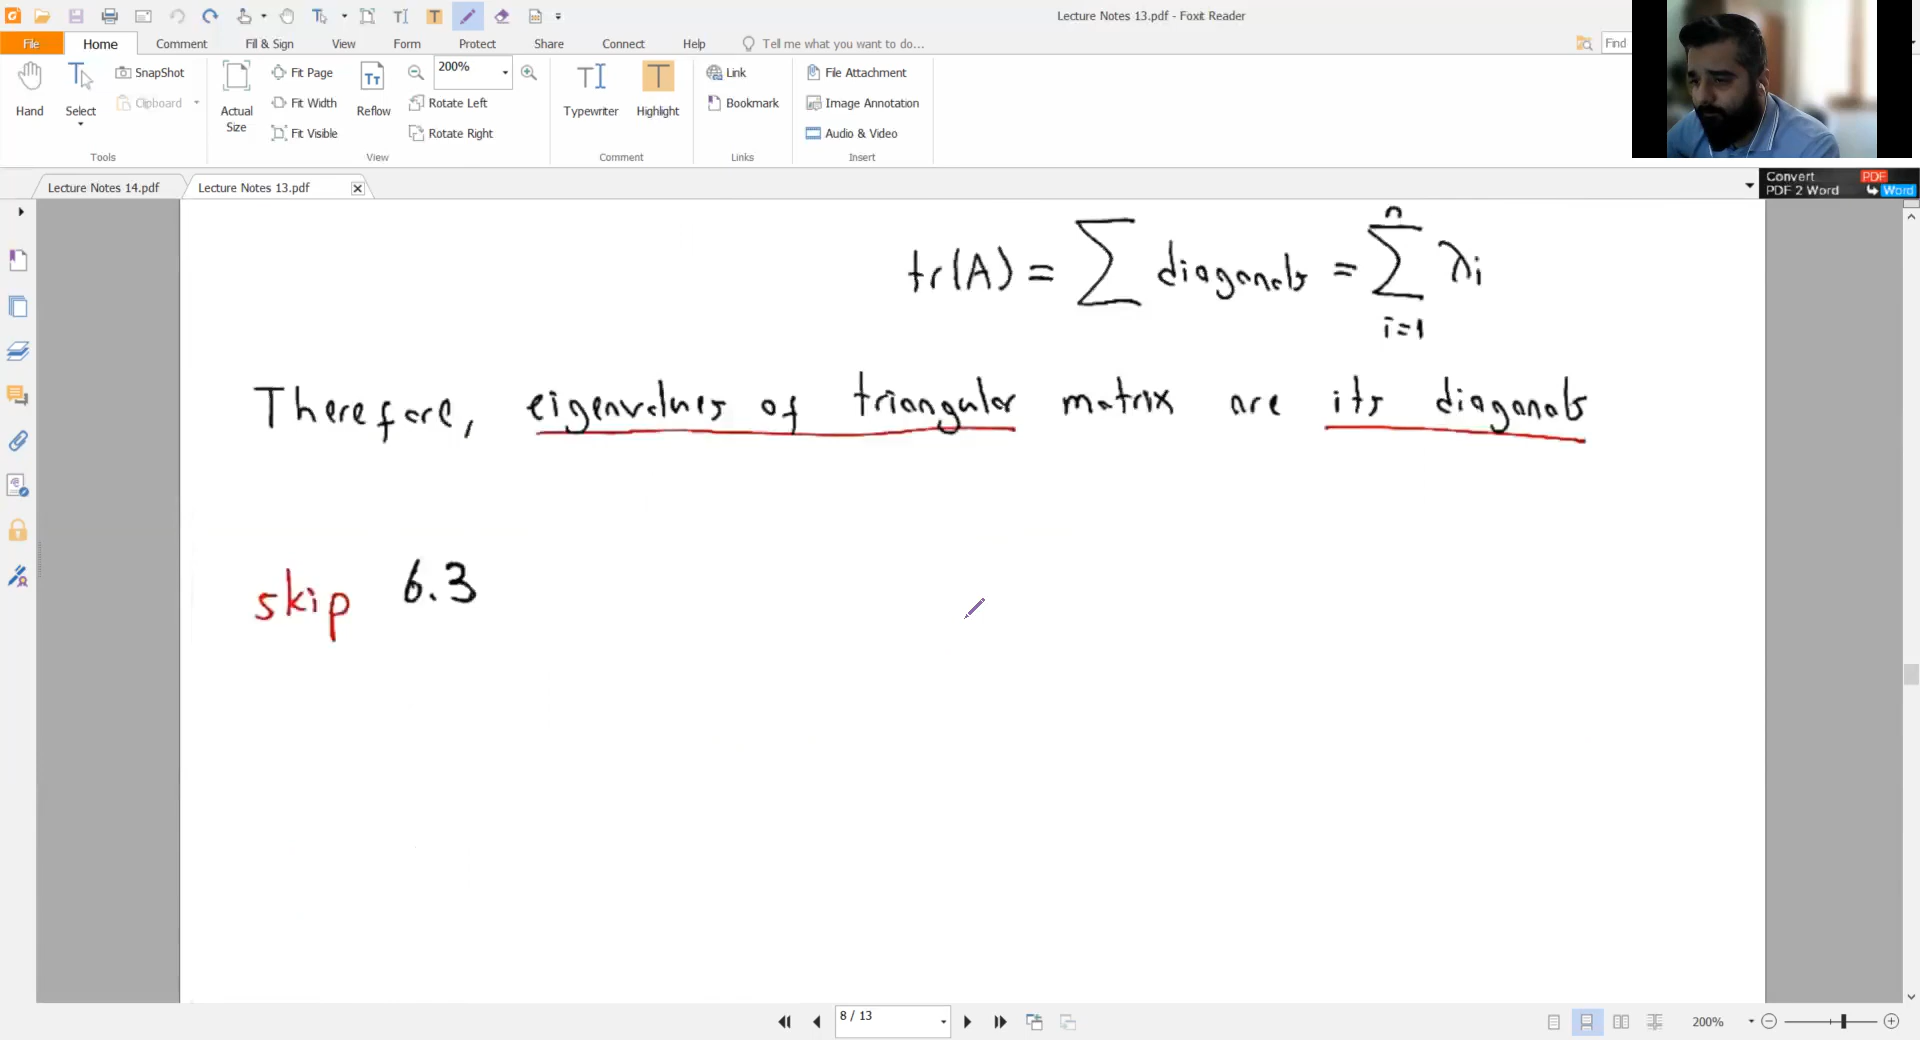 Lecture Notes 13.pdf - Foxit Reader
File Home Comment Fill & Sign View Form Protect Share Connect Help Tell me what you want to do... Find
Hand
Select
SnapShot
Clipboard
Tools
Actual
Size
Fit Page
Fit Width
Fit Visible
Reflow
200%
Rotate Left
Rotate Right
View
Typewriter
Highlight
Comment
Link
Bookmark
Links
File Attachment
Image Annotation
Audio & Video
Insert
Lecture Notes 14.pdf Lecture Notes 13.pdf
Convert PDF
PDF 2 Word Word
tr(A) = ∑ diagonals = ∑ λi
n
i=1
Therefore, eigenvalues of triangular matrix are its diagonals
skip 6.3
8 / 13
200%